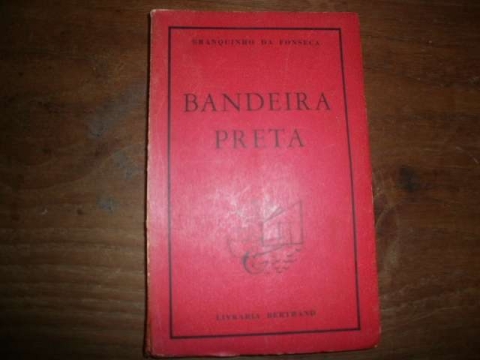 BRANQUINHO DA FONSECA
BANDEIRA
PRETA
LIVRARIA BERTRAND